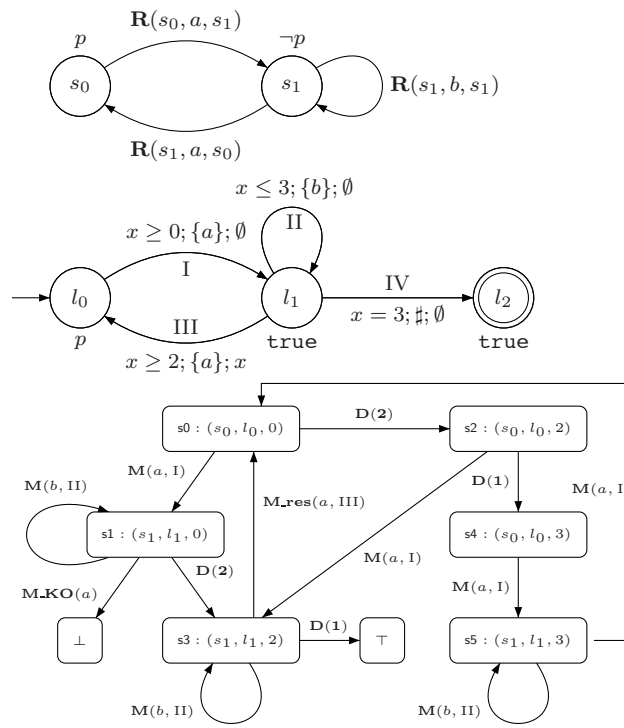 R(s₀, a, s₁)
p
¬p
s₀
s₁
R(s₁, b, s₁)
R(s₁, a, s₀)
x ≤ 3; {b}; ∅
x ≥ 0; {a}; ∅
II
I
IV
l₀
l₁
l₂
III
x = 3; ♯; ∅
p
true
true
x ≥ 2; {a}; x
s0 : (s₀, l₀, 0)
D(2)
s2 : (s₀, l₀, 2)
M(a, I)
D(1)
M(b, II)
M_res(a, III)
M(a, I
s1 : (s₁, l₁, 0)
s4 : (s₀, l₀, 3)
M(a, I)
D(2)
M_KO(a)
M(a, I)
D(1)
⊥
s3 : (s₁, l₁, 2)
⊤
s5 : (s₁, l₁, 3)
M(b, II)
M(b, II)